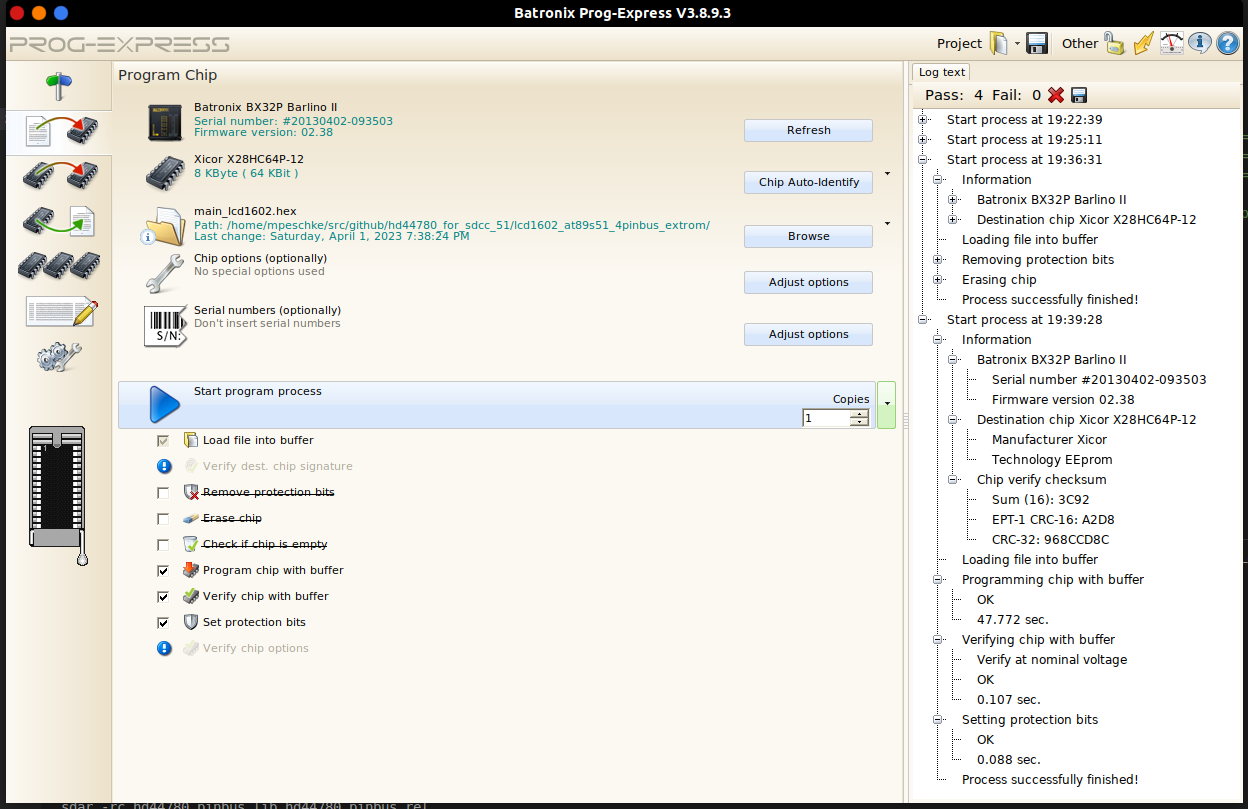 Batronix Prog-Express V3.8.9.3
PROG-EXPRESS
Project
Other
Program Chip
Batronix BX32P Barlino II
Serial number: #20130402-093503
Firmware version: 02.38
Refresh
Xicor X28HC64P-12
8 KByte ( 64 KBit )
Chip Auto-Identify
main_lcd1602.hex
Path: /home/mpeschke/src/github/hd44780_for_sdcc_51/lcd1602_at89s51_4pinbus_extrom/
Last change: Saturday, April 1, 2023 7:38:24 PM
Browse
Chip options (optionally)
No special options used
Adjust options
Serial numbers (optionally)
Don't insert serial numbers
S/N:
Adjust options
Start program process
Copies
1
Load file into buffer
Verify dest. chip signature
Remove protection bits
Erase chip
Check if chip is empty
Program chip with buffer
Verify chip with buffer
Set protection bits
Verify chip options
1
Log text
Pass: 4 Fail: 0
Start process at 19:22:39
Start process at 19:25:11
Start process at 19:36:31
Information
Batronix BX32P Barlino II
Destination chip Xicor X28HC64P-12
Loading file into buffer
Removing protection bits
Erasing chip
Process successfully finished!
Start process at 19:39:28
Information
Batronix BX32P Barlino II
Serial number #20130402-093503
Firmware version 02.38
Destination chip Xicor X28HC64P-12
Manufacturer Xicor
Technology EEprom
Chip verify checksum
Sum (16): 3C92
EPT-1 CRC-16: A2D8
CRC-32: 968CCD8C
Loading file into buffer
Programming chip with buffer
OK
47.772 sec.
Verifying chip with buffer
Verify at nominal voltage
OK
0.107 sec.
Setting protection bits
OK
0.088 sec.
Process successfully finished!
sdar -rc hd44780_pinbus.lib hd44780_pinbus.rel